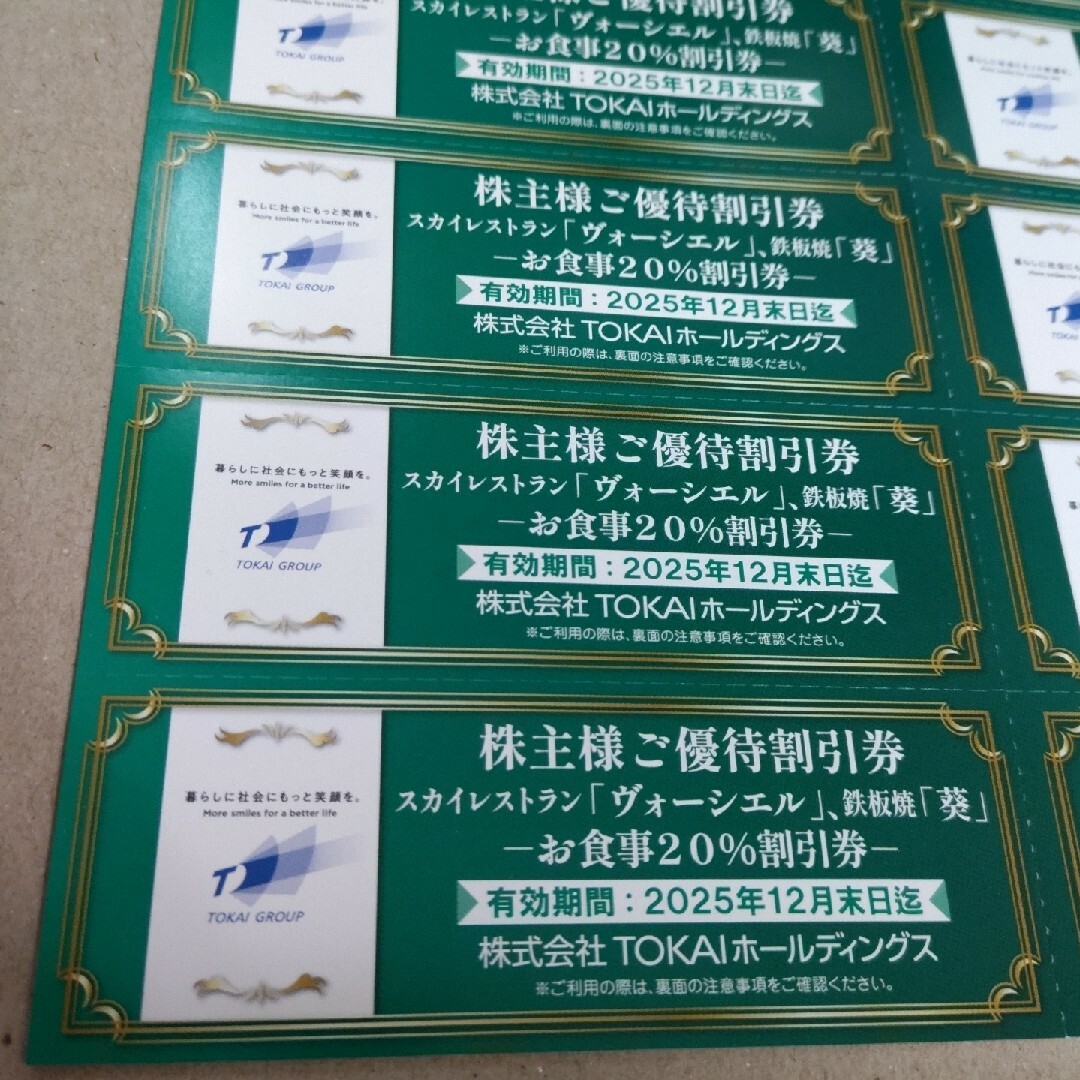 株主様ご優待割引券
スカイレストラン「ヴォーシエル」、鉄板焼「葵」
－お食事20％割引券－
有効期間：2025年12月末日迄
株式会社 TOKAIホールディングス
※ご利用の際は、裏面の注意事項をご確認ください。
More smiles for a better life
TOKAI GROUP
暮らしに社会にもっと笑顔を。
More smiles for a better life
TOKAI GROUP
株主様ご優待割引券
スカイレストラン「ヴォーシエル」、鉄板焼「葵」
－お食事20％割引券－
有効期間：2025年12月末日迄
株式会社 TOKAIホールディングス
※ご利用の際は、裏面の注意事項をご確認ください。
暮らしに社会にもっと笑顔を。
More smiles for a better life
TOKAI GROUP
株主様ご優待割引券
スカイレストラン「ヴォーシエル」、鉄板焼「葵」
－お食事20％割引券－
有効期間：2025年12月末日迄
株式会社 TOKAIホールディングス
※ご利用の際は、裏面の注意事項をご確認ください。
暮らしに社会にもっと笑顔を。
More smiles for a better life
TOKAI GROUP
株主様ご優待割引券
スカイレストラン「ヴォーシエル」、鉄板焼「葵」
－お食事20％割引券－
有効期間：2025年12月末日迄
株式会社 TOKAIホールディングス
※ご利用の際は、裏面の注意事項をご確認ください。
TOKAI GROUP